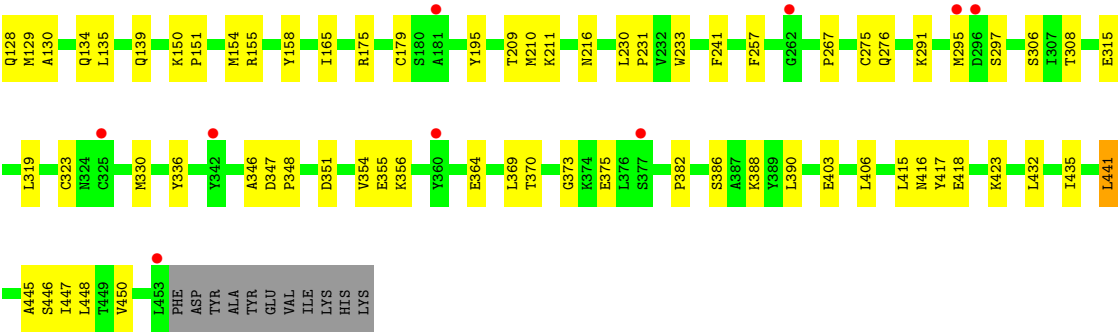 Q128 M129 A130 Q134 L135 Q139 K150 P151 M154 R155 Y158 I165 R175 C179 S180 A181 Y195 T209 M210 K211 N216 L230 P231 V232 W233 F241 F257 G262 P267 C275 Q276 K291 M295 D296 S297 S306 I307 T308 E315
L319 C323 N324 C325 M330 Y336 Y342 A346 D347 P348 D351 V354 E355 K356 Y360 E364 L369 T370 G373 K374 E375 L376 S377 P382 S386 A387 K388 Y389 L390 E403 L406 L415 N416 Y417 E418 K423 L432 I435 L441
A445 S446 I447 L448 T449 V450 L453 PHE ASP TYR ALA TYR GLU VAL ILE LYS HIS LYS